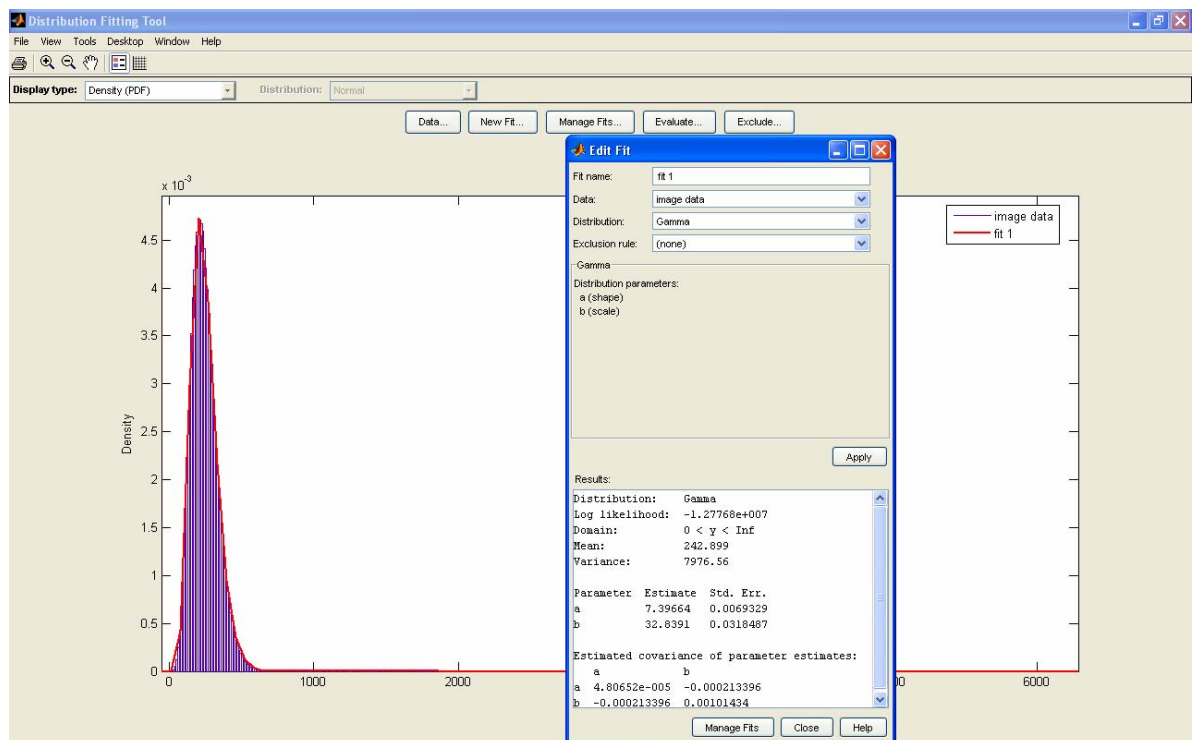 Distribution Fitting Tool
File View Tools Desktop Window Help
Display type: Density (PDF) Distribution: Normal
Data... New Fit... Manage Fits... Evaluate... Exclude...
Edit Fit
Fit name: fit 1
Data: image data
Distribution: Gamma
Exclusion rule: (none)
Gamma
Distribution parameters:
a (shape)
b (scale)
Apply
Results:
Distribution: Gamma
Log likelihood: -1.27768e+007
Domain: 0 < y < Inf
Mean: 242.899
Variance: 7976.56
Parameter Estimate Std. Err.
a 7.39664 0.0069329
b 32.8391 0.0318487
Estimated covariance of parameter estimates:
a b
a 4.80652e-005 -0.000213396
b -0.000213396 0.00101434
Manage Fits Close Help
x 10-3
image data
fit 1
4.5
4
3.5
3
2.5
2
1.5
1
0.5
0
Density
0 1000 2000 6000